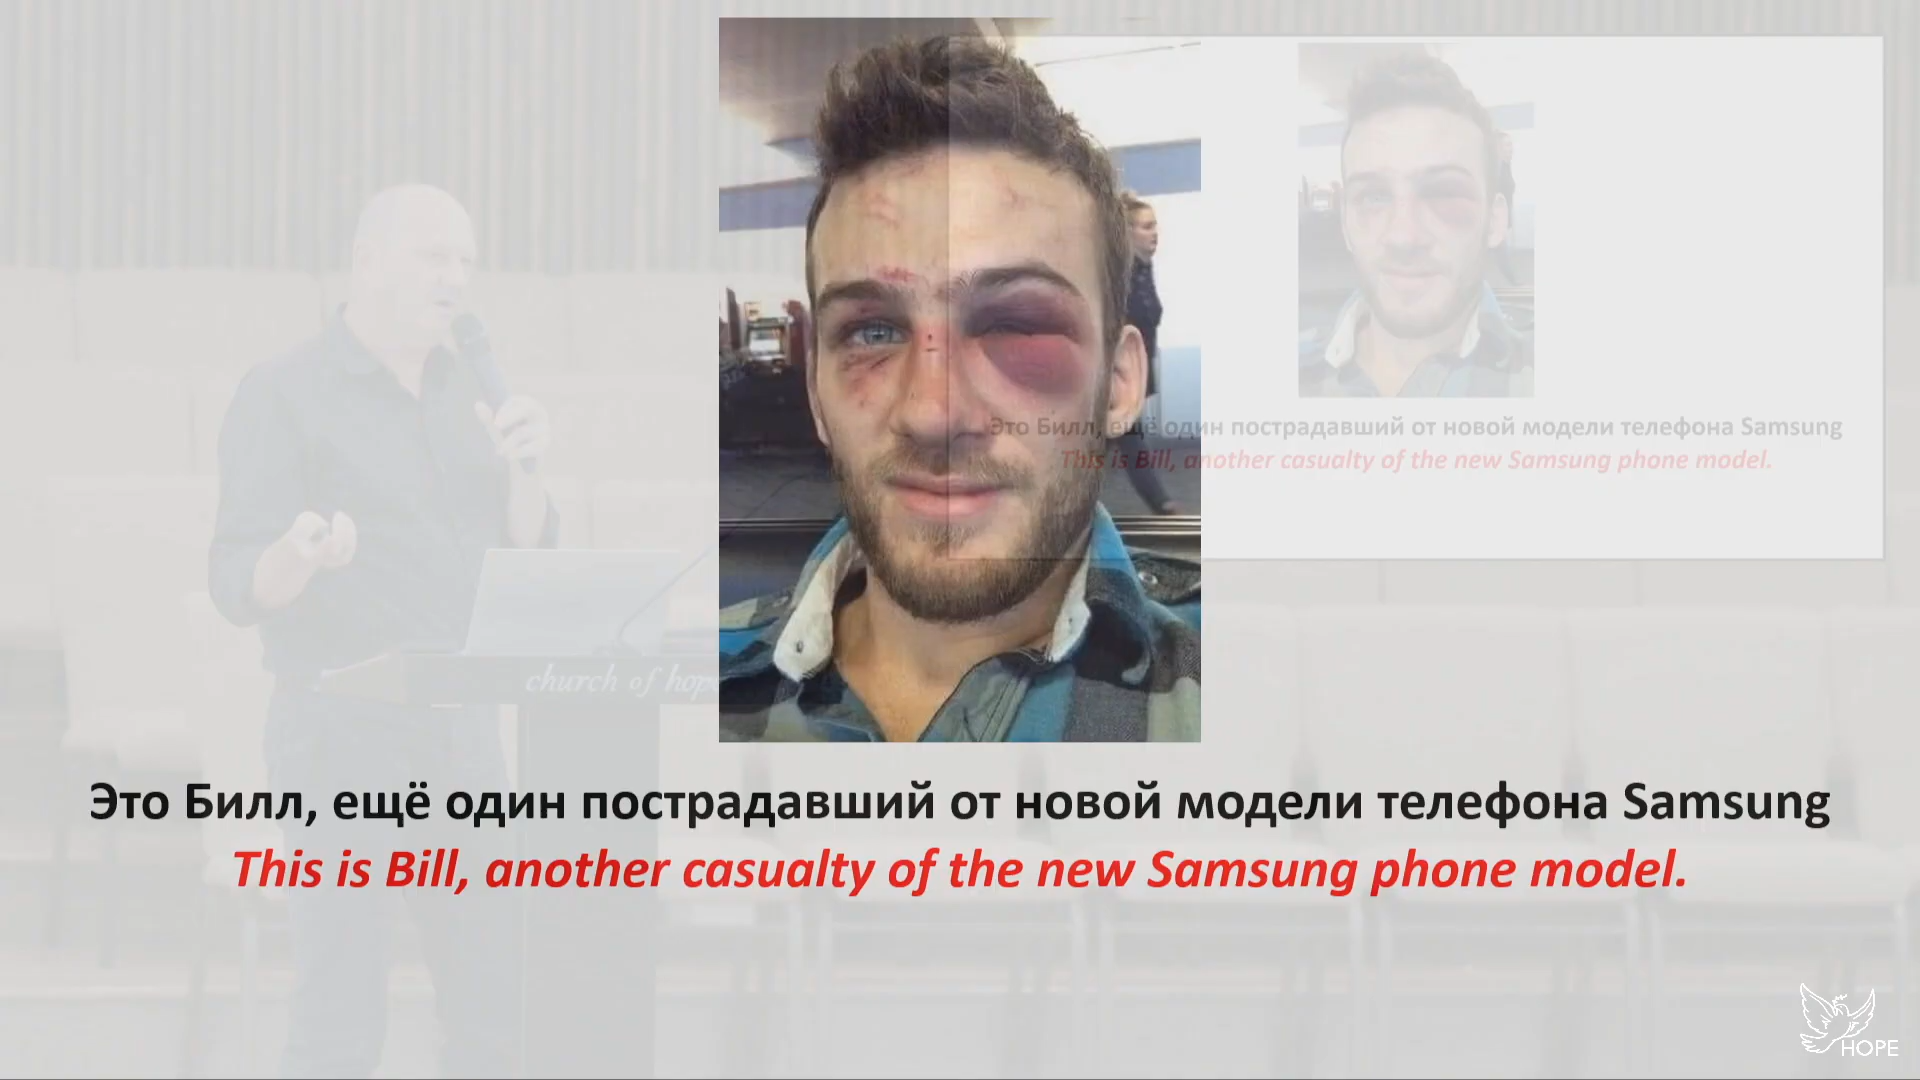 Это Билл, ещё один пострадавший от новой модели телефона Samsung
This is Bill, another casualty of the new Samsung phone model.
church of hope
Это Билл, ещё один пострадавший от новой модели телефона Samsung
This is Bill, another casualty of the new Samsung phone model.
HOPE